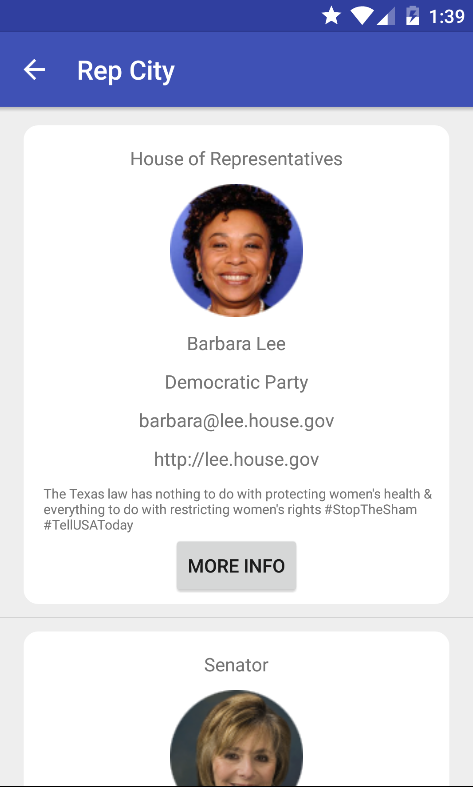 1:39
Rep City
House of Representatives
Barbara Lee
Democratic Party
barbara@lee.house.gov
http://lee.house.gov
The Texas law has nothing to do with protecting women's health &
everything to do with restricting women's rights #StopTheSham
#TellUSAToday
MORE INFO
Senator